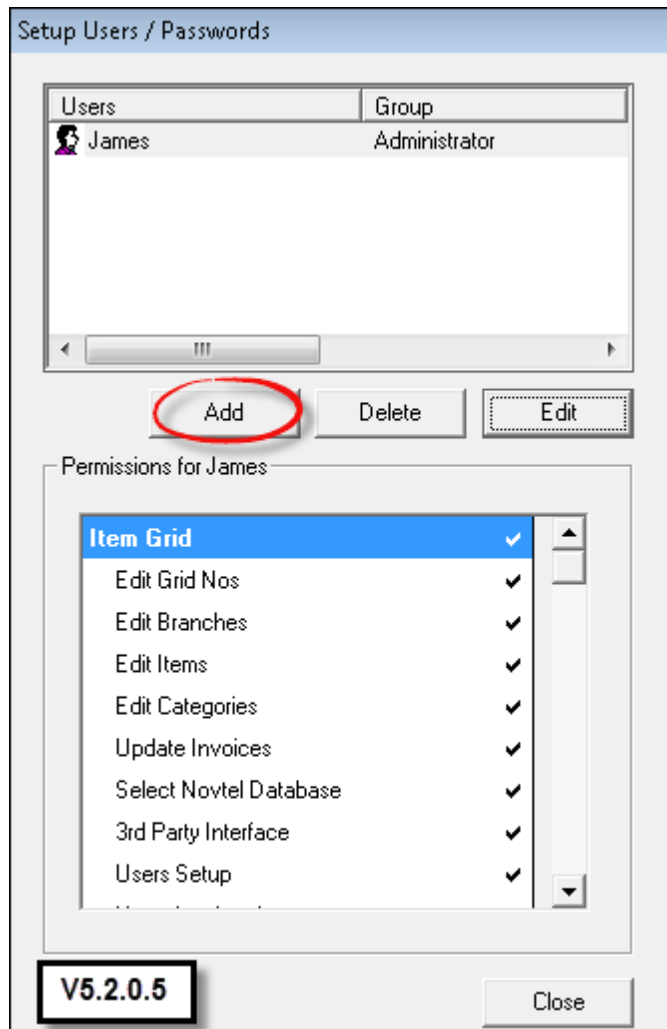 Setup Users / Passwords
Users Group
James Administrator
Add Delete Edit
Permissions for James
Item Grid
Edit Grid Nos
Edit Branches
Edit Items
Edit Categories
Update Invoices
Select Novtel Database
3rd Party Interface
Users Setup
V5.2.0.5
Close